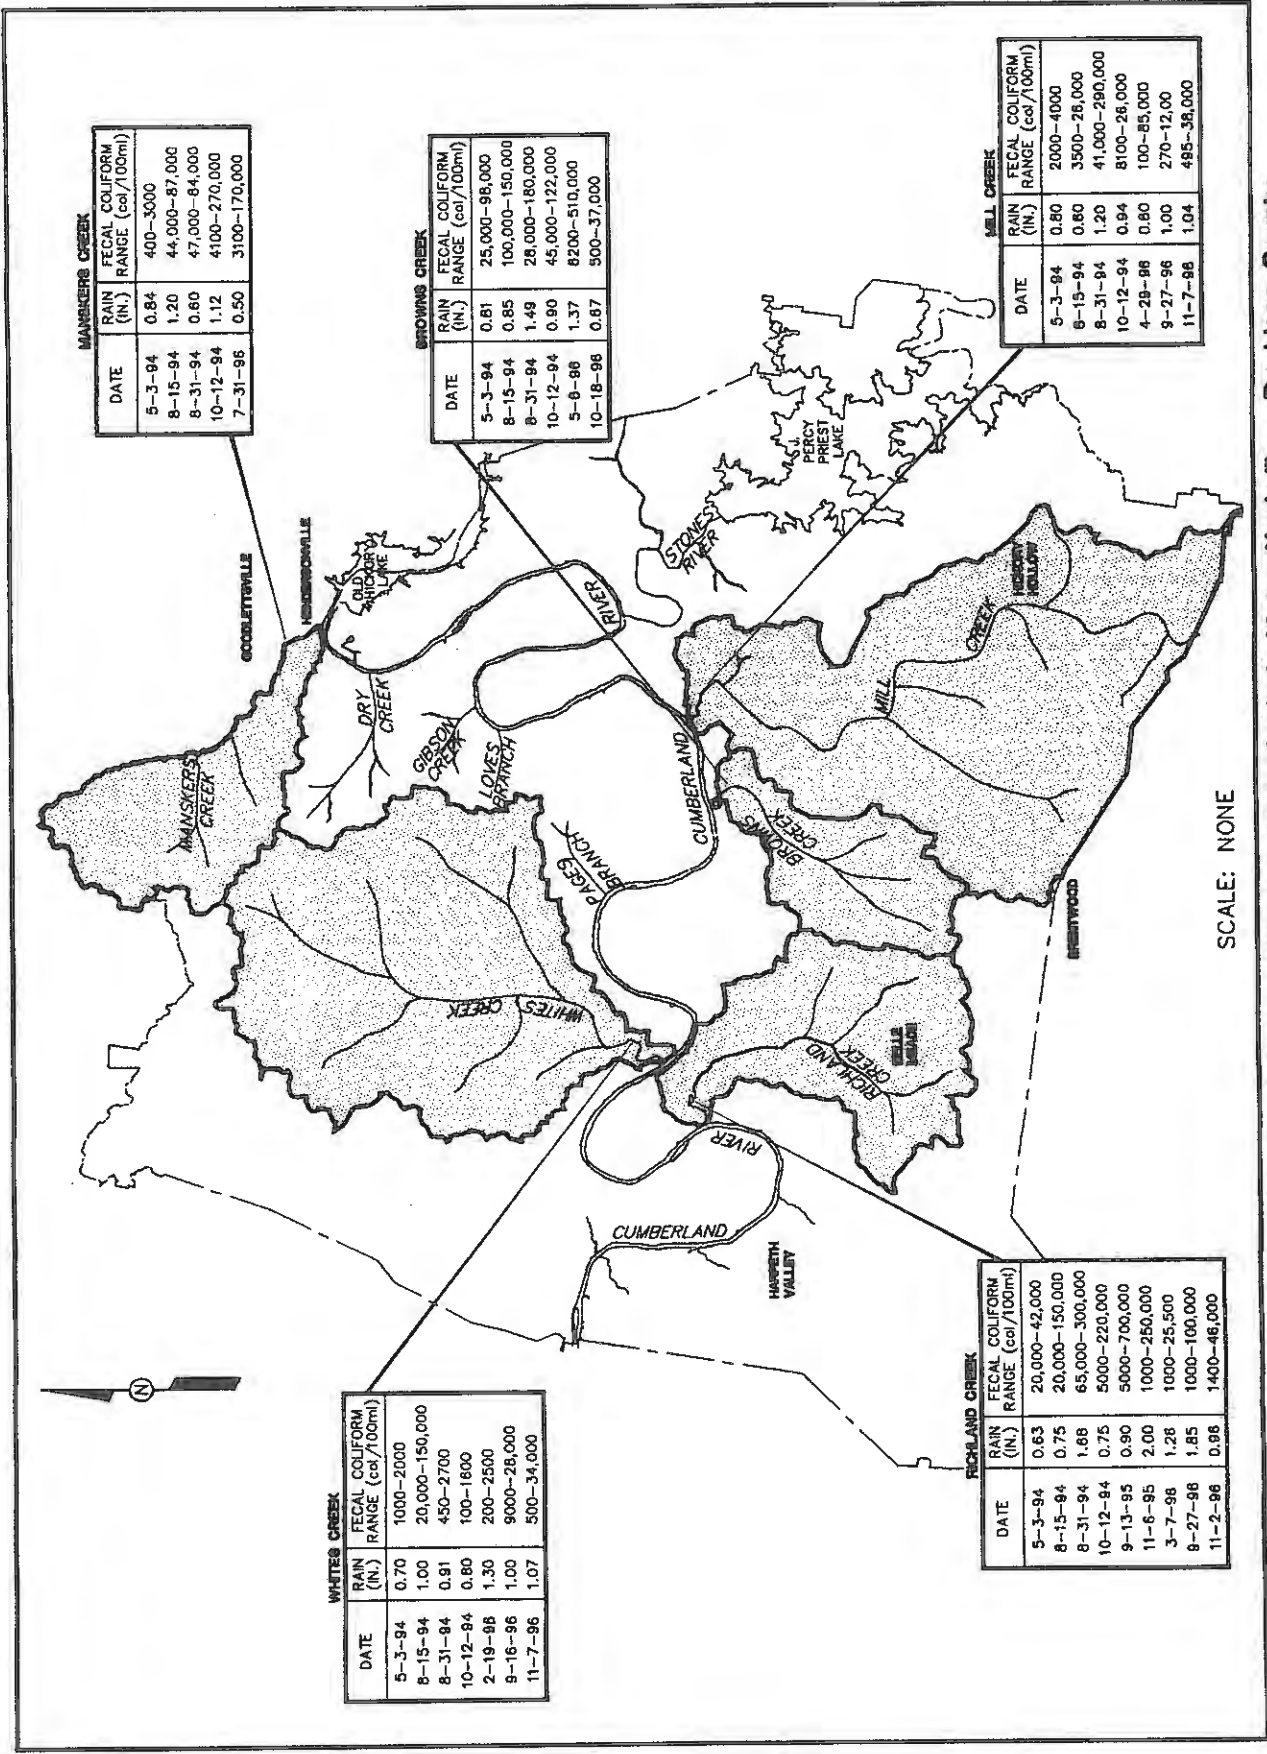 MANSKERS CREEK
DATE RAIN (IN.) FECAL COLIFORM RANGE (col/100ml)
5-3-94 0.84 400-3000
8-15-94 1.20 44,000-87,000
8-31-94 0.60 47,000-84,000
10-12-94 1.12 4100-270,000
7-31-96 0.50 3100-170,000
BROWNS CREEK
DATE RAIN (IN.) FECAL COLIFORM RANGE (col/100ml)
5-3-94 0.81 25,000-98,000
8-15-94 0.85 100,000-150,000
8-31-94 1.49 28,000-180,000
10-12-94 0.90 45,000-122,000
5-8-96 1.37 8200-510,000
10-18-96 0.87 500-37,000
MILL CREEK
DATE RAIN (IN.) FECAL COLIFORM RANGE (col/100ml)
5-3-94 0.80 2000-4000
8-15-94 0.60 3500-26,000
8-31-94 1.20 41,000-290,000
10-12-94 0.94 8100-26,000
4-29-96 0.80 100-85,000
9-27-96 1.00 270-12,00
11-7-96 1.04 495-38,000
GOODLETTSVILLE
HENDERSONVILLE
OLD
HICKORY
LAKE
MANSKERS
CREEK
DRY
CREEK
GIBSON
CREEK
LOVES
BRANCH
PAGES
BRANCH
RIVER
CUMBERLAND
STONES
RIVER
J.
PERCY
PRIEST
LAKE
WHITES
CREEK
BROWNS
CREEK
MILL
CREEK
HICKORY
HOLLOW
RICHLAND
CREEK
BELLE
MEADE
BRENTWOOD
RIVER
CUMBERLAND
HARPETH
VALLEY
N
SCALE: NONE
WHITES CREEK
DATE RAIN (IN.) FECAL COLIFORM RANGE (col/100ml)
5-3-94 0.70 1000-2000
8-15-94 1.00 20,000-150,000
8-31-94 0.91 450-2700
10-12-94 0.80 100-1600
2-19-96 1.30 200-2500
9-16-96 1.00 9000-28,000
11-7-96 1.07 500-34,000
RICHLAND CREEK
DATE RAIN (IN.) FECAL COLIFORM RANGE (col/100ml)
5-3-94 0.63 20,000-42,000
8-15-94 0.75 20,000-150,000
8-31-94 1.68 65,000-300,000
10-12-94 0.75 5000-220,000
9-13-95 0.90 5000-700,000
11-6-95 2.00 1000-250,000
3-7-96 1.26 1000-25,500
9-27-96 1.85 1000-100,000
11-2-96 0.96 1400-46,000